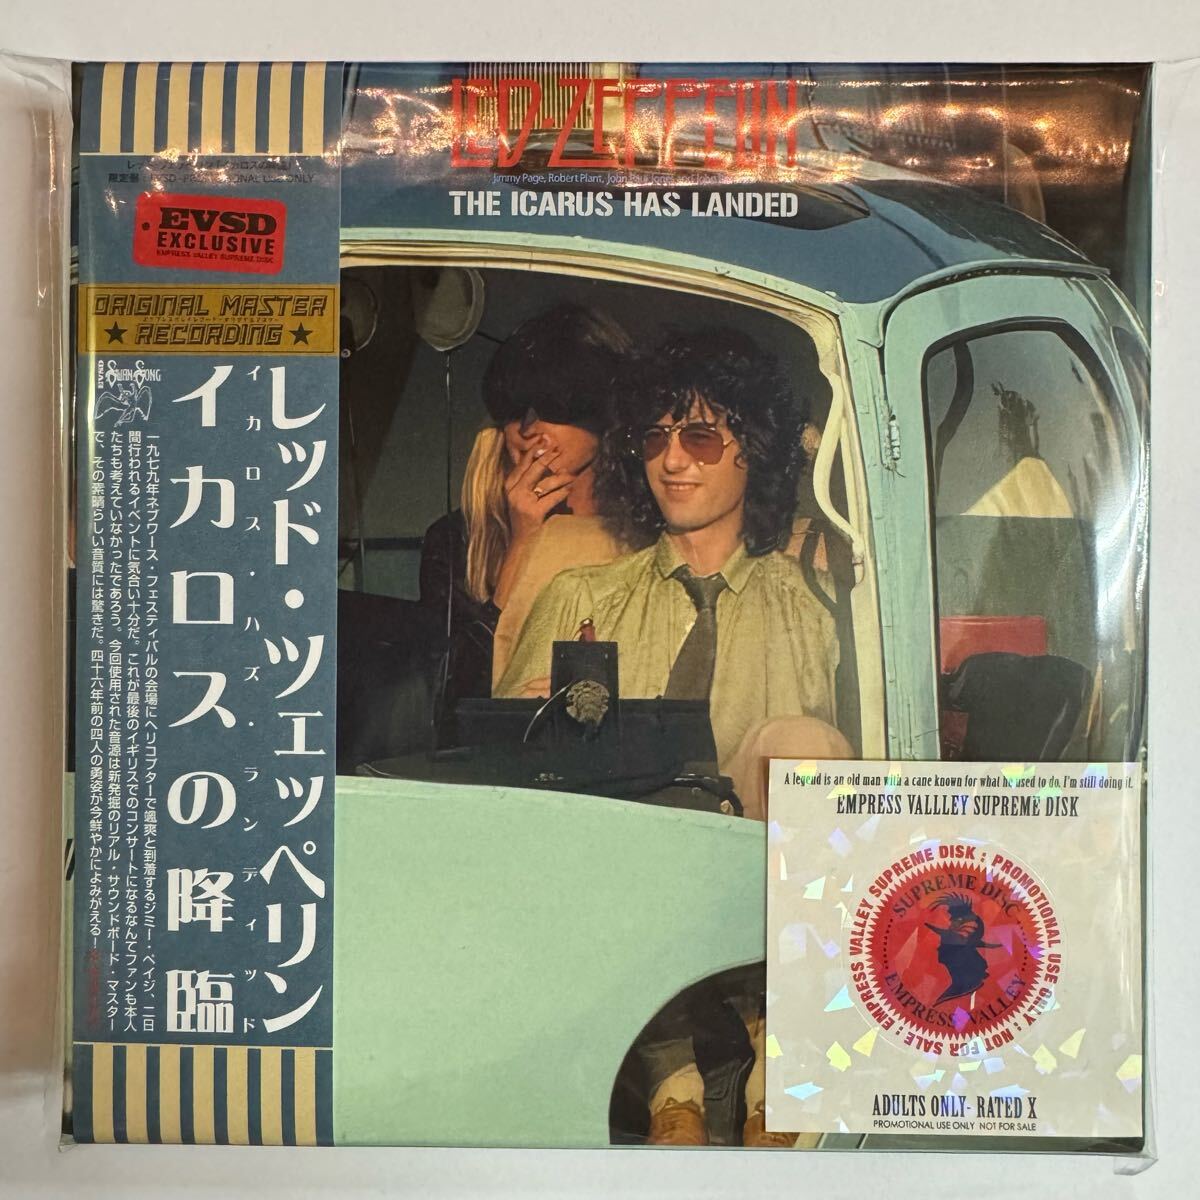 LED-ZEPPELIN
Jimmy Page, Robert Plant, John Paul Jones and John
THE ICARUS HAS LANDED
限定盤
ONLY
EVSD
EXCLUSIVE
EMPRESS VALLEY SUPREME DISK
ORIGINAL MASTER
RECORDING
SWAN SONG
レッド・ツェッペリン
イカロス・ハズ・ランディッド
イカロスの降臨
一九七九年ネブワース・フェスティバルの会場にヘリコプターで颯爽と到着するジミー・ペイジ、二日
間行われるイベントに気合い十分だ。これが最後のイギリスでのコンサートになるなんてファンも本人
たちも考えていなかったであろう。今回使用された音源は新発掘のリアル・サウンドボード・マスター
で、その素晴らしい音質には驚きだ。四十六年前の四人の勇姿が今鮮やかによみがえる！
A legend is an old man with a cane known for what he used to do. I'm still doing it.
EMPRESS VALLLEY SUPREME DISK
EMPRESS VALLEY SUPREME DISK : PROMOTIONAL USE ONLY : NOT FOR SALE :
SUPREME DISC
EMPRESS VALLEY
ADULTS ONLY- RATED X
PROMOTIONAL USE ONLY NOT FOR SALE